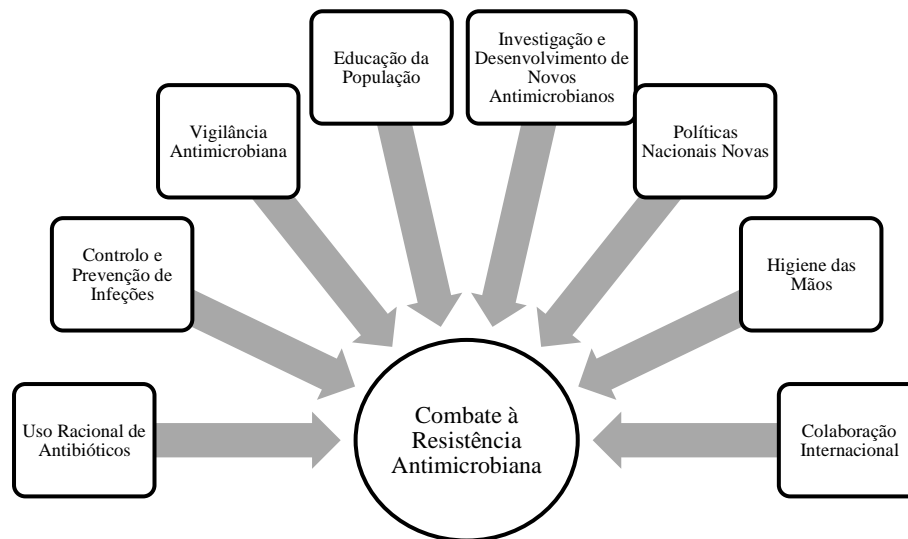 Educação da
População
Investigação e
Desenvolvimento de
Novos
Antimicrobianos
Vigilância
Antimicrobiana
Políticas
Nacionais Novas
Controlo e
Prevenção de
Infeções
Higiene das
Mãos
Uso Racional de
Antibióticos
Combate à
Resistência
Antimicrobiana
Colaboração
Internacional